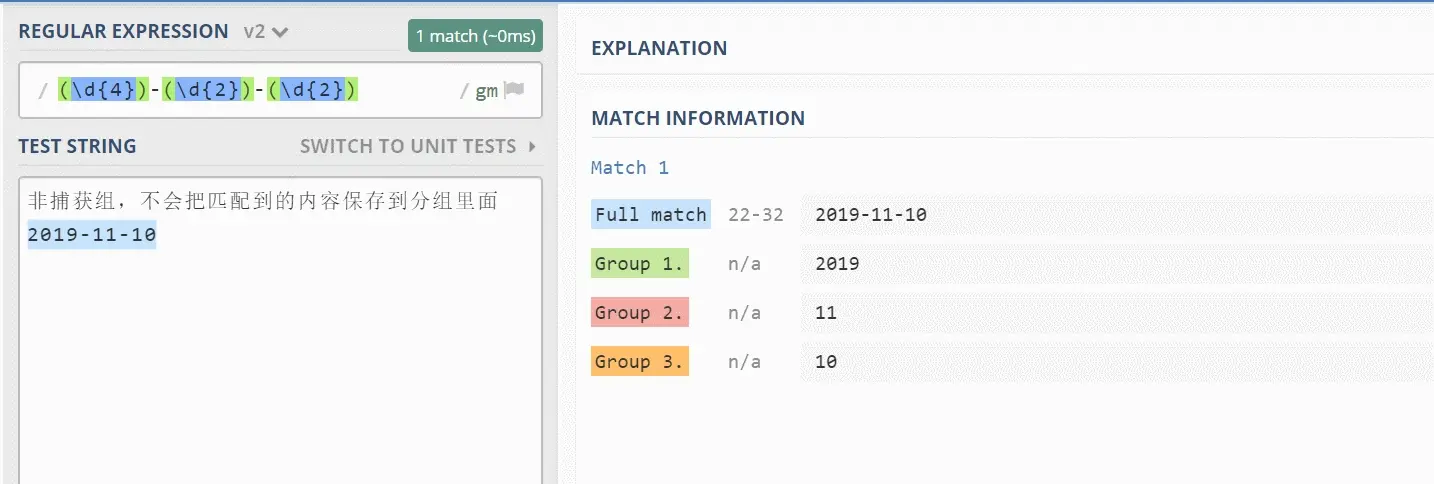 REGULAR EXPRESSION v2
1 match (~0ms)
/ (\d{4})-(\d{2})-(\d{2}) / gm
TEST STRING
SWITCH TO UNIT TESTS
非捕获组，不会把匹配到的内容保存到分组里面
2019-11-10
EXPLANATION
MATCH INFORMATION
Match 1
Full match 22-32 2019-11-10
Group 1. n/a 2019
Group 2. n/a 11
Group 3. n/a 10